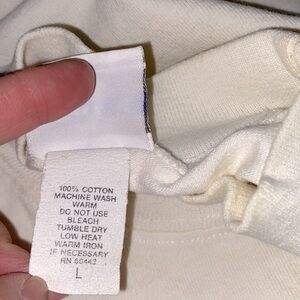 100% COTTON
MACHINE WASH
WARM
DO NOT USE
BLEACH
TUMBLE DRY
LOW HEAT
WARM IRON
IF NECESSARY
RN 80442
L